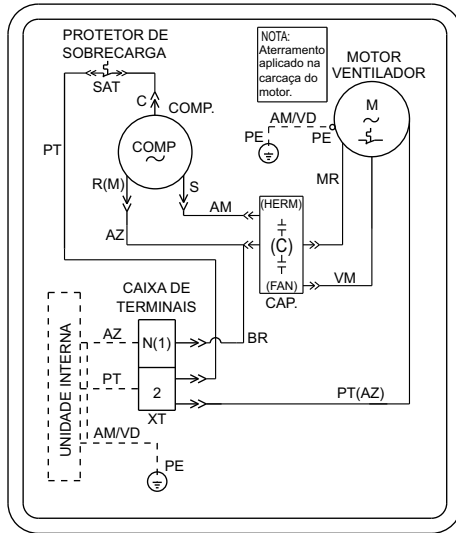 PROTETOR DE
SOBRECARGA
SAT
C
COMP.
COMP
~
PT
R(M)
S
AM
AZ
NOTA:
Aterramento
aplicado na
carcaça do
motor.
MOTOR
VENTILADOR
M
~
AM/VD
PE
PE
MR
(HERM)
(C)
(FAN)
CAP.
VM
CAIXA DE
TERMINAIS
N(1)
2
XT
BR
PT(AZ)
UNIDADE INTERNA
AZ
PT
AM/VD
PE